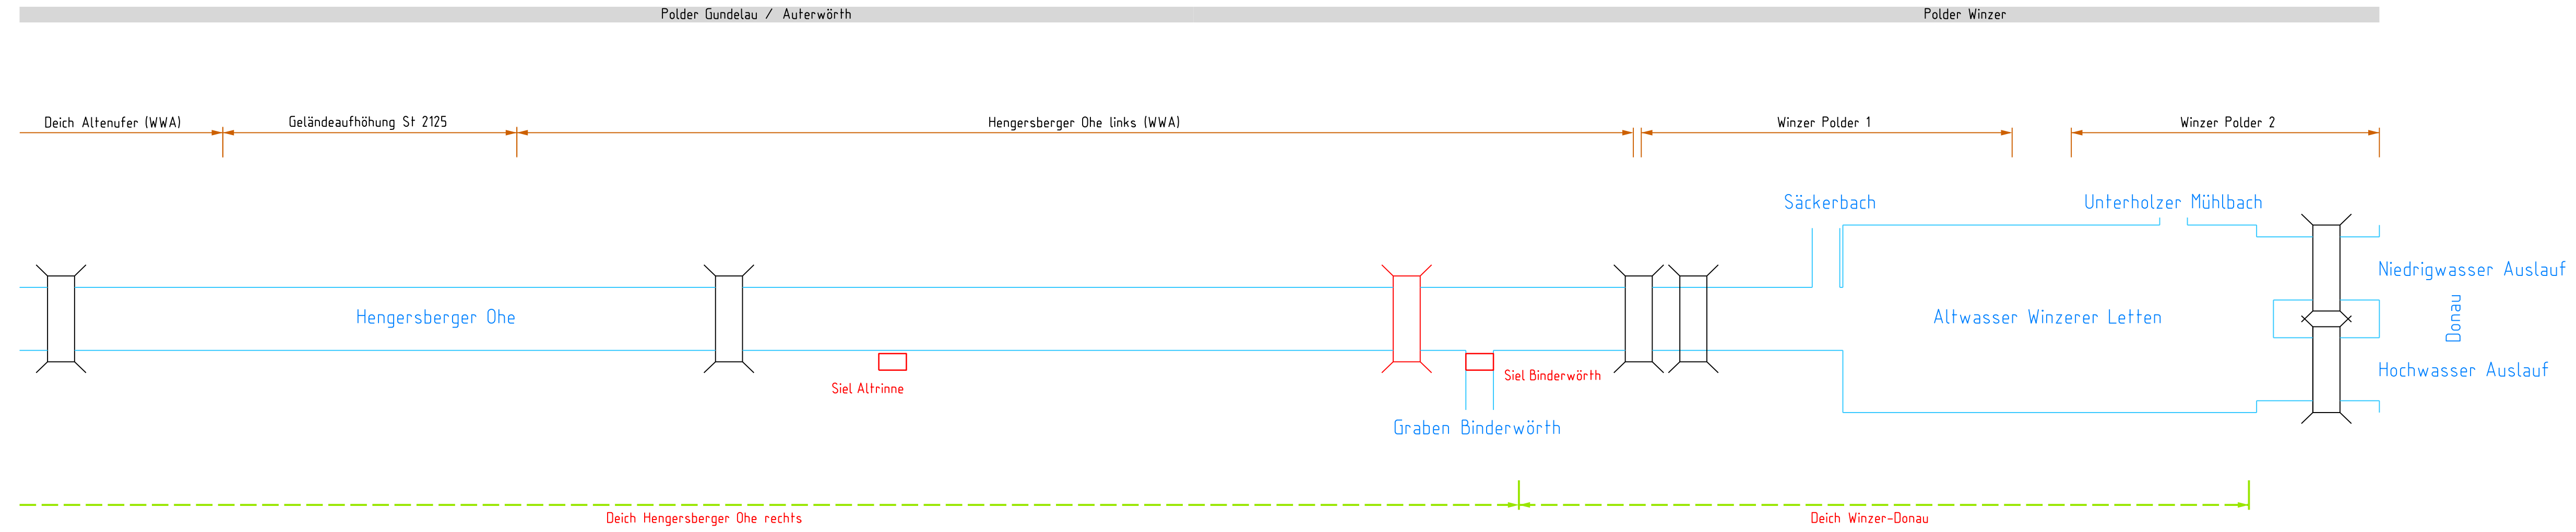 Polder Gundelau / Auterwörth
Polder Winzer
Deich Altenufer (WWA)
Geländeaufhöhung St 2125
Hengersberger Ohe links (WWA)
Winzer Polder 1
Winzer Polder 2
Säckerbach
Unterholzer Mühlbach
Niedrigwasser Auslauf
Hengersberger Ohe
Altwasser Winzerer Letten
Donau
Hochwasser Auslauf
Siel Altrinne
Siel Binderwörth
Graben Binderwörth
Deich Hengersberger Ohe rechts
Deich Winzer-Donau